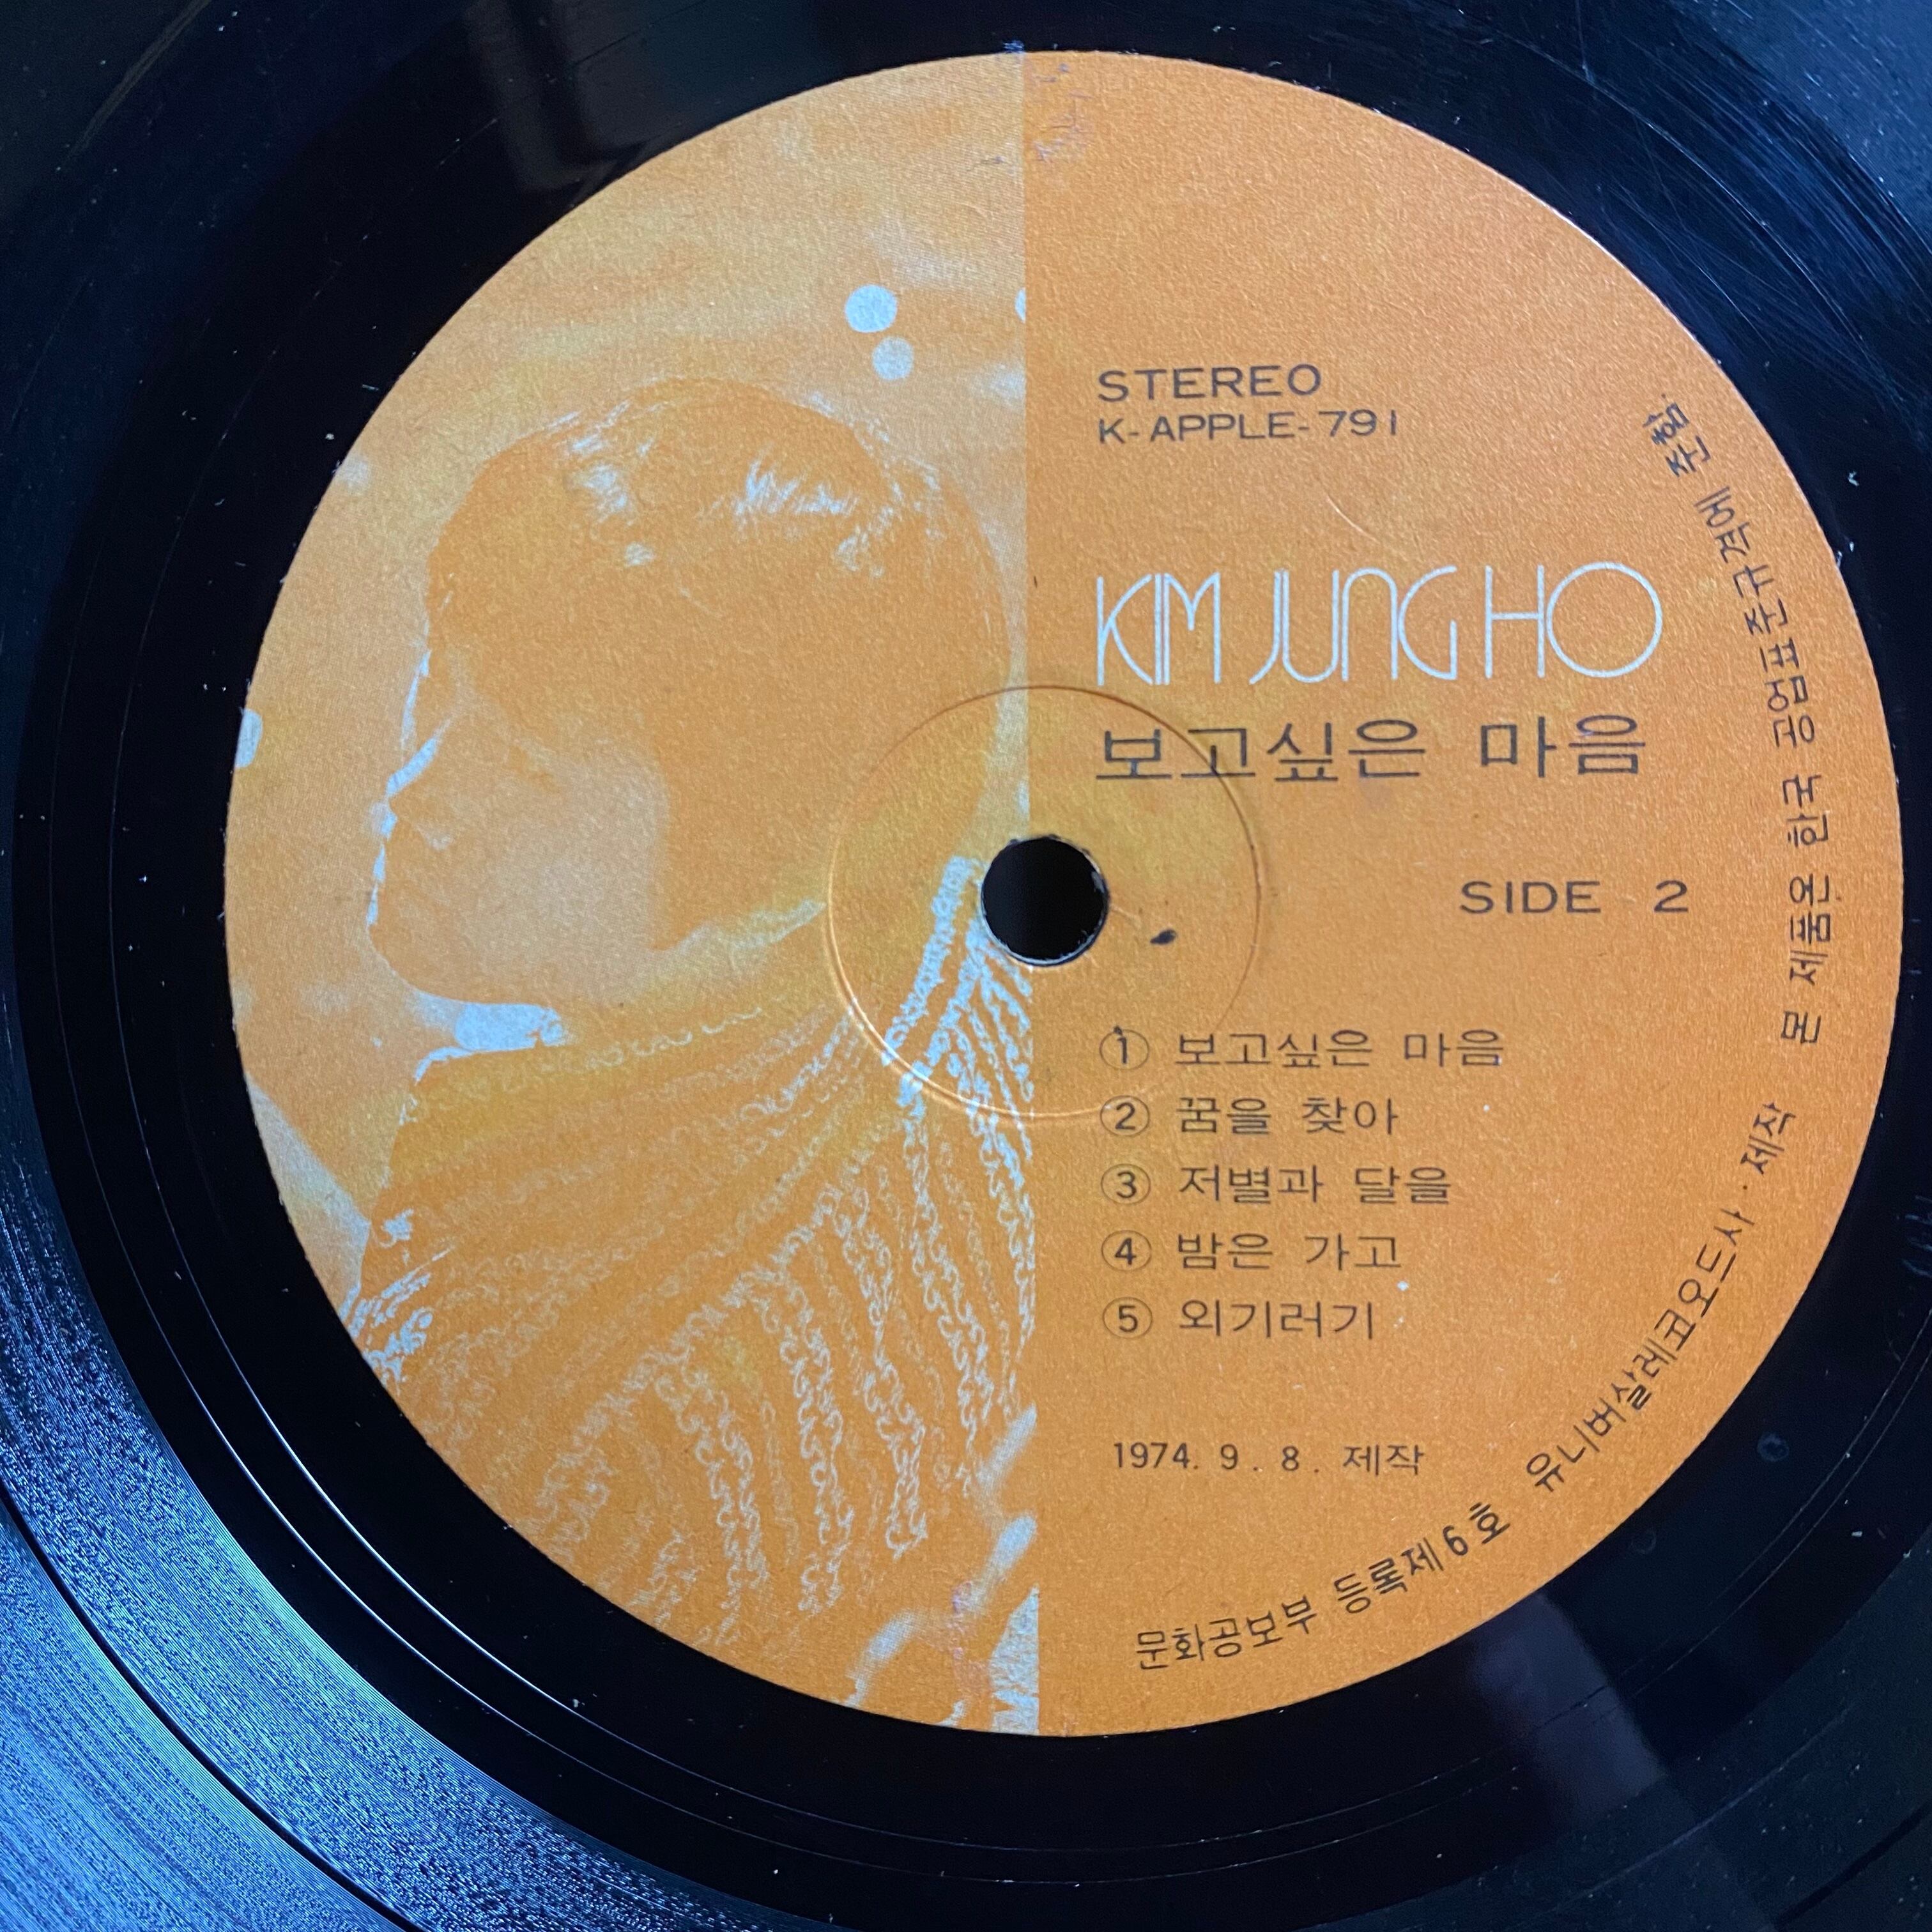 STEREO
K-APPLE-791
KIM JUNG HO
보고싶은 마음
SIDE 2
① 보고싶은 마음
② 꿈을 찾아
③ 저별과 달을
④ 밤은 가고
⑤ 외기러기
1974. 9. 8. 제작
문화공보부 등록제6호 유니버살레코오드사·제작 본 제품은 한국 공업표준규격에 준함.